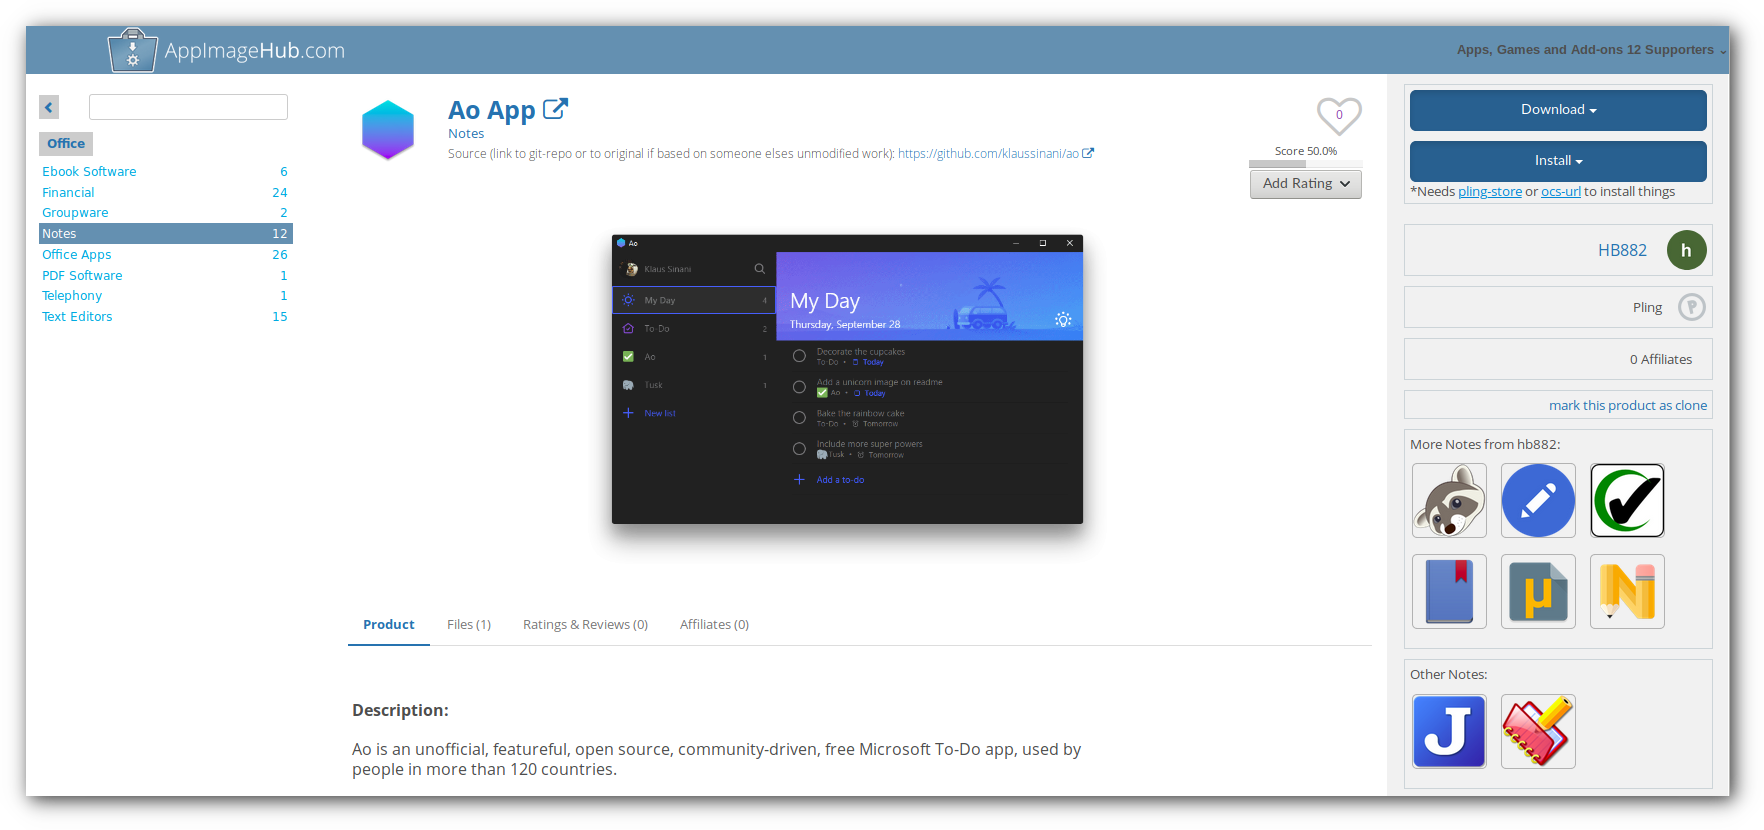 AppImageHub.com
Apps, Games and Add-ons 12 Supporters
Office
Ebook Software 6
Financial 24
Groupware 2
Notes 12
Office Apps 26
PDF Software 1
Telephony 1
Text Editors 15
Ao App
Notes
Source (link to git-repo or to original if based on someone elses unmodified work): https://github.com/klaussinani/ao
0
Score 50.0%
Add Rating
Ao
Klaus Sinani
My Day 4
To-Do 2
Ao 1
Tusk 1
New list
My Day
Thursday, September 28
Decorate the cupcakes
To-Do • Today
Add a unicorn image on readme
Ao • Today
Bake the rainbow cake
To-Do • Tomorrow
Include more super powers
Tusk • Tomorrow
Add a to-do
Product
Files (1)
Ratings & Reviews (0)
Affiliates (0)
Description:
Ao is an unofficial, featureful, open source, community-driven, free Microsoft To-Do app, used by
people in more than 120 countries.
Download
Install
*Needs pling-store or ocs-url to install things
HB882 h
Pling P
0 Affiliates
mark this product as clone
More Notes from hb882:
µ
N
Other Notes:
J